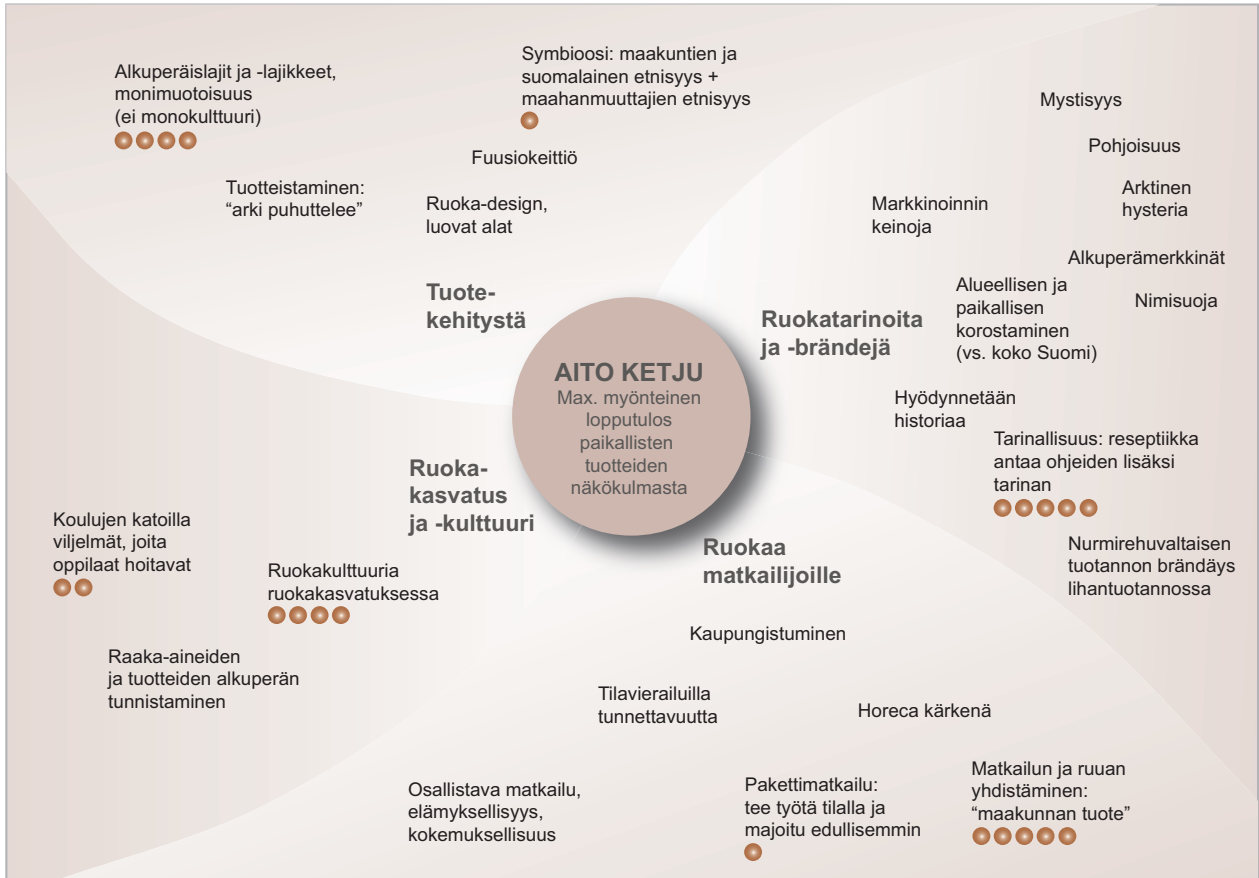 Alkuperäislajit ja -lajikkeet,
monimuotoisuus
(ei monokulttuuri)
Symbioosi: maakuntien ja
suomalainen etnisyys +
maahanmuuttajien etnisyys
Fuusiokeittiö
Tuotteistaminen:
“arki puhuttelee”
Ruoka-design,
luovat alat
Tuote-
kehitystä
Mystisyys
Pohjoisuus
Arktinen
hysteria
Markkinoinnin
keinoja
Alkuperämerkkinät
Nimisuoja
Alueellisen ja
paikallisen
korostaminen
(vs. koko Suomi)
Ruokatarinoita
ja -brändejä
Hyödynnetään
historiaa
Tarinallisuus: reseptiikka
antaa ohjeiden lisäksi
tarinan
Nurmirehuvaltaisen
tuotannon brändäys
lihantuotannossa
AITO KETJU
Max. myönteinen
lopputulos
paikallisten
tuotteiden
näkökulmasta
Ruoka-
kasvatus
ja -kulttuuri
Koulujen katoilla
viljelmät, joita
oppilaat hoitavat
Ruokakulttuuria
ruokakasvatuksessa
Raaka-aineiden
ja tuotteiden alkuperän
tunnistaminen
Ruokaa
matkailijoille
Kaupungistuminen
Tilavierailuilla
tunnettavuutta
Horeca kärkenä
Osallistava matkailu,
elämyksellisyys,
kokemuksellisuus
Pakettimatkailu:
tee työtä tilalla ja
majoitu edullisemmin
Matkailun ja ruuan
yhdistäminen:
“maakunnan tuote”